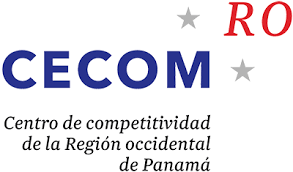 RO
CECOM
Centro de competitividad
de la Región occidental
de Panamá